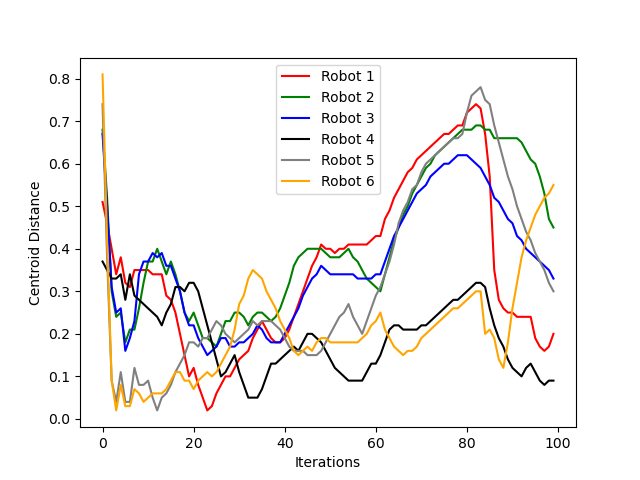 Centroid Distance
0.8
0.7
0.6
0.5
0.4
0.3
0.2
0.1
0.0
Robot 1
Robot 2
Robot 3
Robot 4
Robot 5
Robot 6
0 20 40 60 80 100
Iterations